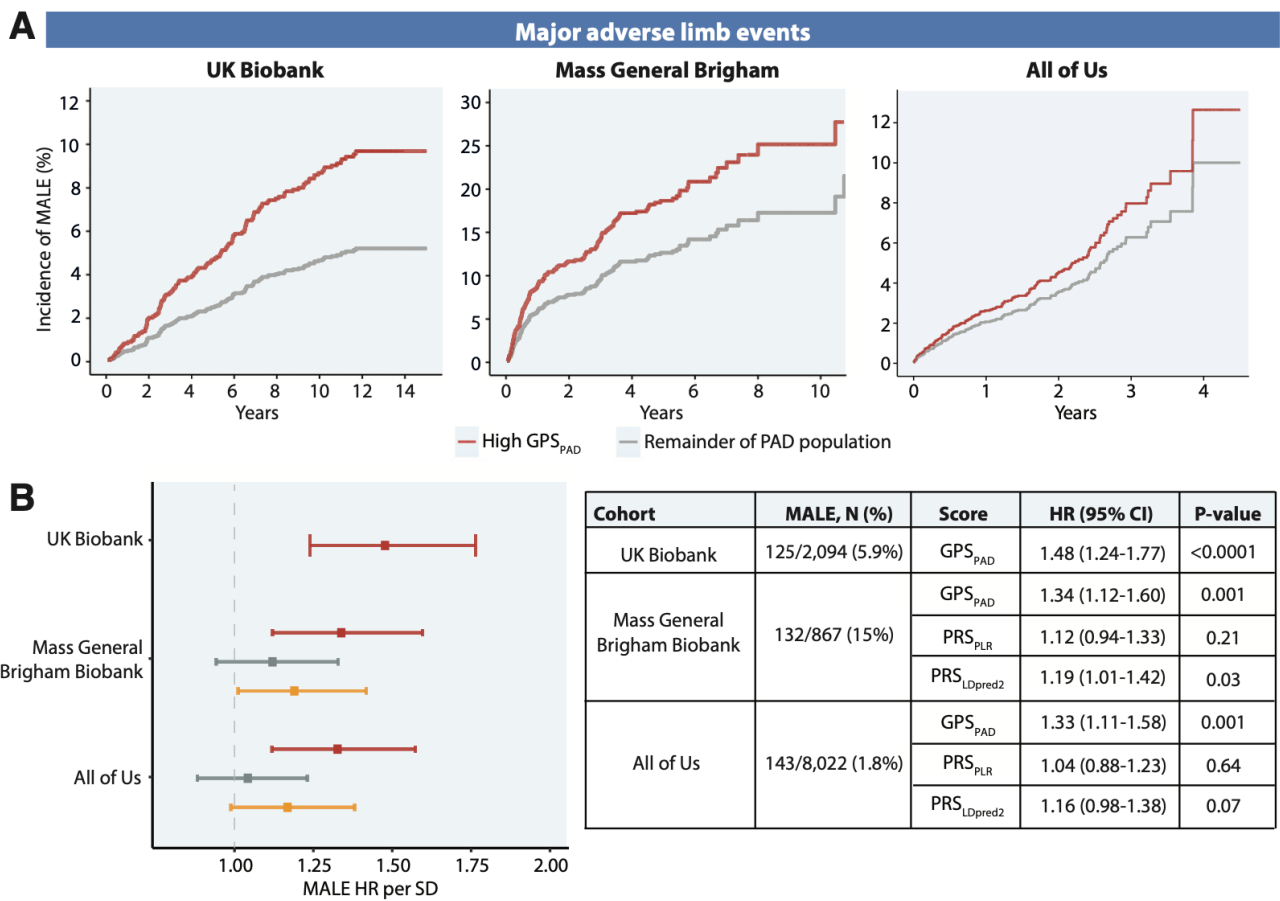 A
Major adverse limb events
UK Biobank
Mass General Brigham
All of Us
Incidence of MALE (%)
12
10
8
6
4
2
0
0 2 4 6 8 10 12 14
Years
30
25
20
15
10
5
0
0 2 4 6 8 10
Years
12
10
8
6
4
2
0
0 1 2 3 4
Years
High GPSPAD
Remainder of PAD population
B
UK Biobank
Mass General
Brigham Biobank
All of Us
1.00 1.25 1.50 1.75 2.00
MALE HR per SD
Cohort MALE, N (%) Score HR (95% CI) P-value
UK Biobank 125/2,094 (5.9%) GPSPAD 1.48 (1.24-1.77) <0.0001
Mass General
Brigham Biobank
132/867 (15%)
GPSPAD 1.34 (1.12-1.60) 0.001
PRSPLR 1.12 (0.94-1.33) 0.21
PRSLDpred2 1.19 (1.01-1.42) 0.03
All of Us 143/8,022 (1.8%)
GPSPAD 1.33 (1.11-1.58) 0.001
PRSPLR 1.04 (0.88-1.23) 0.64
PRSLDpred2 1.16 (0.98-1.38) 0.07